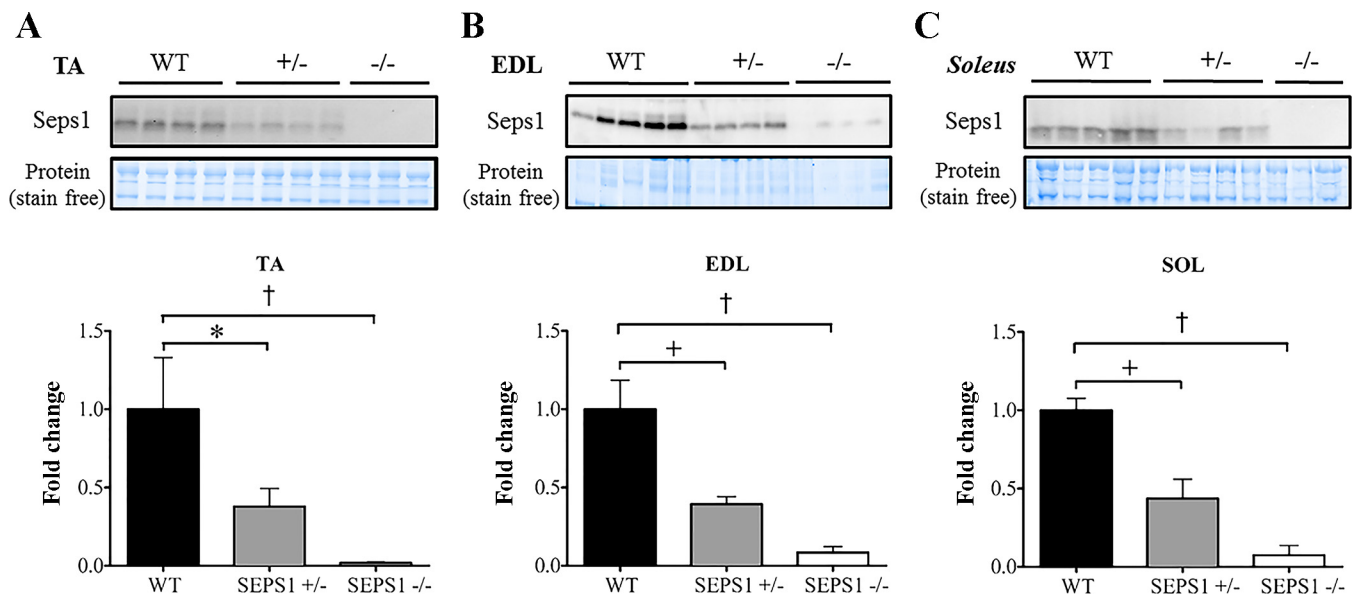 A
TA
WT +/- -/-
Seps1
Protein
(stain free)
TA
†
*
Fold change
1.5
1.0
0.5
0.0
WT SEPS1 +/- SEPS1 -/-
B
EDL
WT +/- -/-
Seps1
Protein
(stain free)
EDL
†
+
Fold change
1.5
1.0
0.5
0.0
WT SEPS1 +/- SEPS1 -/-
C
Soleus
WT +/- -/-
Seps1
Protein
(stain free)
SOL
†
+
Fold change
1.5
1.0
0.5
0.0
WT SEPS1 +/- SEPS1 -/-